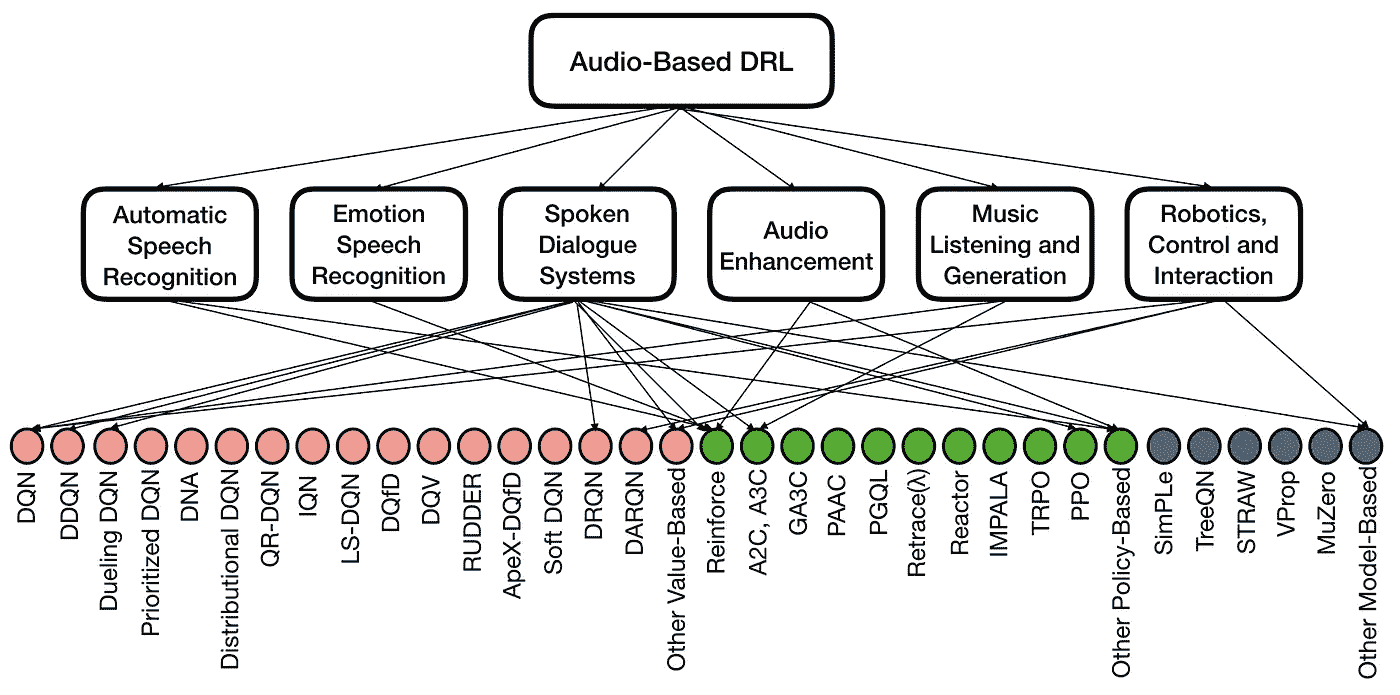 Audio-Based DRL
Automatic
Speech
Recognition
Emotion
Speech
Recognition
Spoken
Dialogue
Systems
Audio
Enhancement
Music
Listening and
Generation
Robotics,
Control and
Interaction
DQN
DDQN
Dueling DQN
Prioritized DQN
DNA
Distributional DQN
QR-DQN
IQN
LS-DQN
DQfD
DQV
RUDDER
ApeX-DQfD
Soft DQN
DRQN
DARQN
Other Value-Based
Reinforce
A2C, A3C
GA3C
PAAC
PGQL
Retrace(λ)
Reactor
IMPALA
TRPO
PPO
Other Policy-Based
SimPLe
TreeQN
STRAW
VProp
MuZero
Other Model-Based